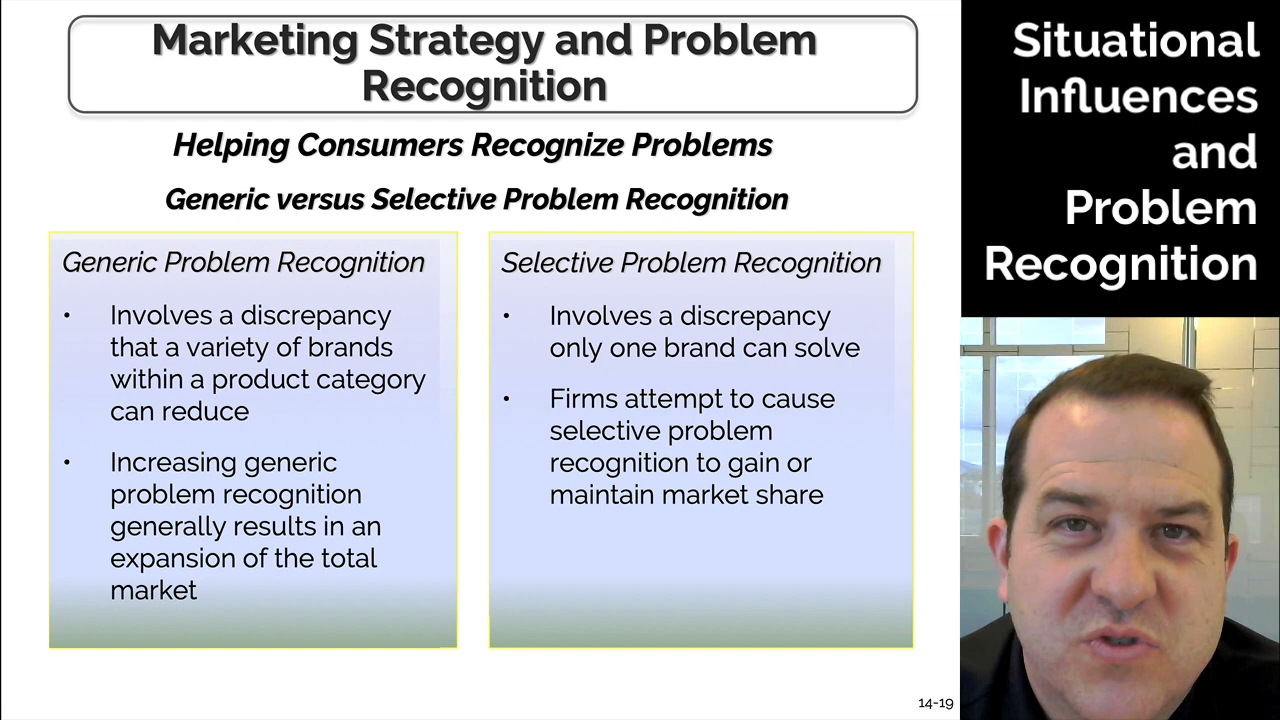 Marketing Strategy and Problem
Recognition
Helping Consumers Recognize Problems
Generic versus Selective Problem Recognition
Generic Problem Recognition
• Involves a discrepancy
that a variety of brands
within a product category
can reduce
• Increasing generic
problem recognition
generally results in an
expansion of the total
market
Selective Problem Recognition
• Involves a discrepancy
only one brand can solve
• Firms attempt to cause
selective problem
recognition to gain or
maintain market share
14-19
Situational
Influences
and
Problem
Recognition